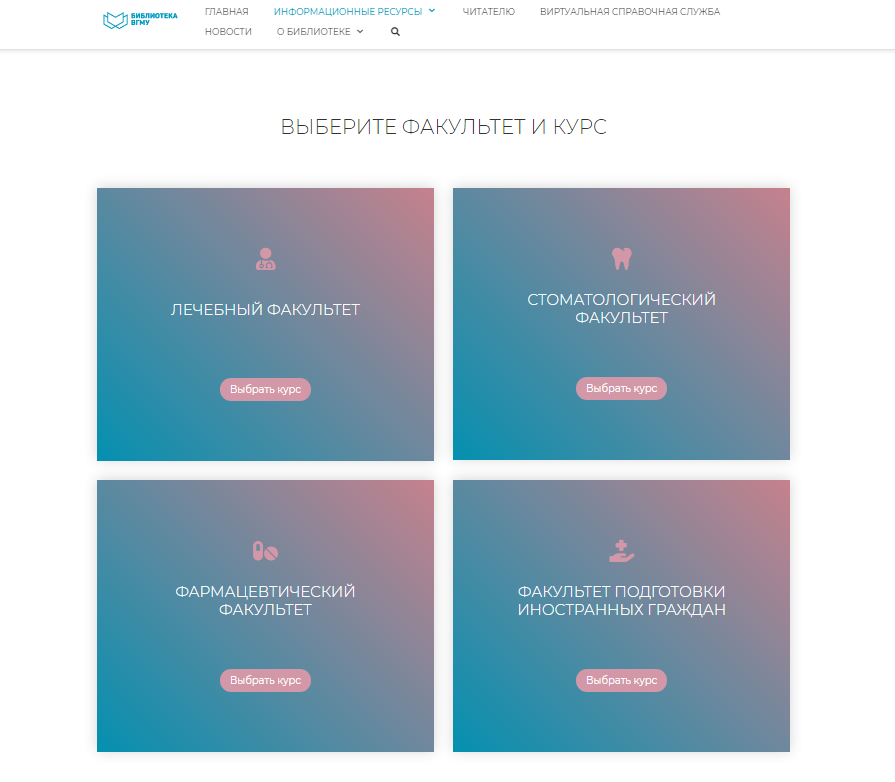 БИБЛИОТЕКА
ВГМУ
ГЛАВНАЯ ИНФОРМАЦИОННЫЕ РЕСУРСЫ ЧИТАТЕЛЮ ВИРТУАЛЬНАЯ СПРАВОЧНАЯ СЛУЖБА
НОВОСТИ О БИБЛИОТЕКЕ
ВЫБЕРИТЕ ФАКУЛЬТЕТ И КУРС
ЛЕЧЕБНЫЙ ФАКУЛЬТЕТ
Выбрать курс
СТОМАТОЛОГИЧЕСКИЙ
ФАКУЛЬТЕТ
Выбрать курс
ФАРМАЦЕВТИЧЕСКИЙ
ФАКУЛЬТЕТ
Выбрать курс
ФАКУЛЬТЕТ ПОДГОТОВКИ
ИНОСТРАННЫХ ГРАЖДАН
Выбрать курс